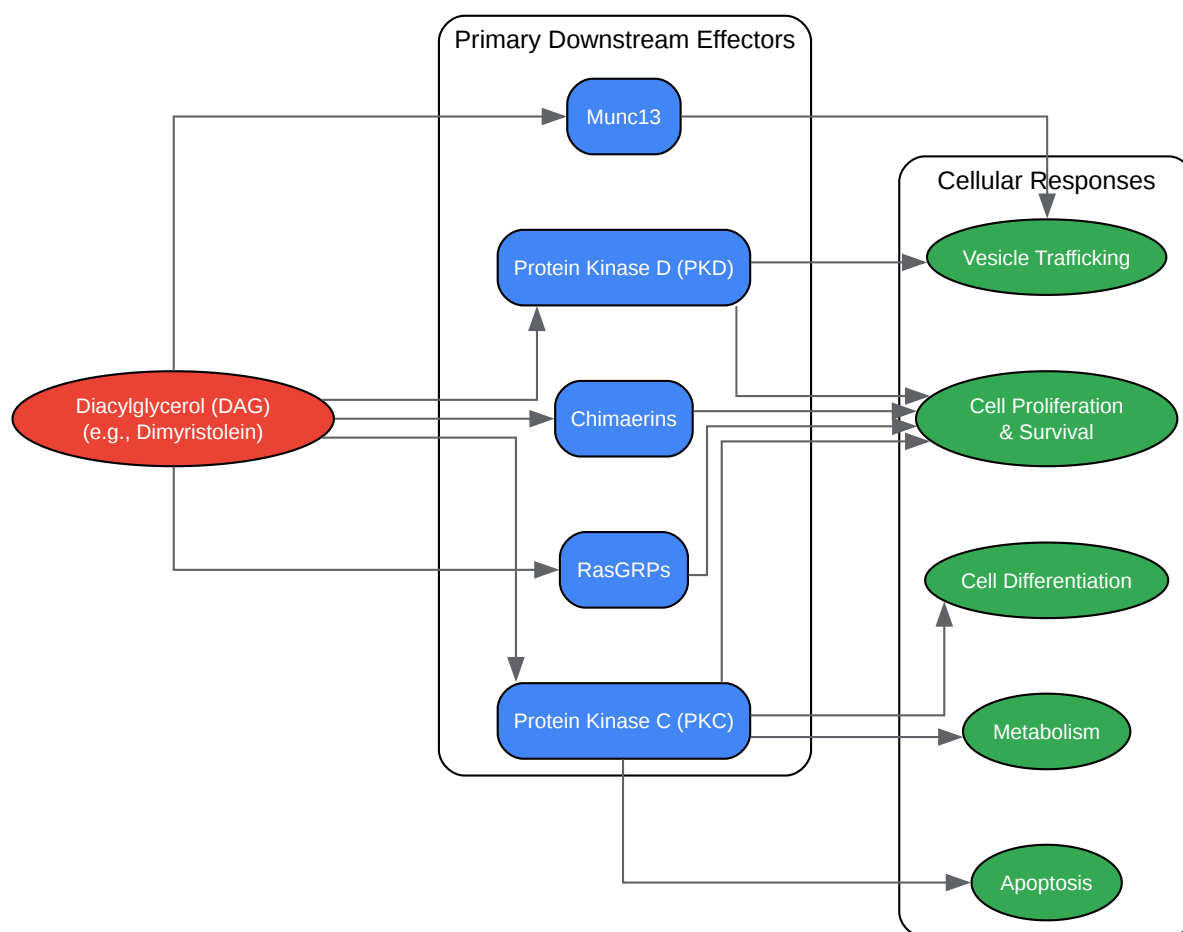 Primary Downstream Effectors
Munc13
Protein Kinase D (PKD)
Chimaerins
RasGRPs
Protein Kinase C (PKC)
Diacylglycerol (DAG)
(e.g., Dimyristolein)
Cellular Responses
Vesicle Trafficking
Cell Proliferation
& Survival
Cell Differentiation
Metabolism
Apoptosis